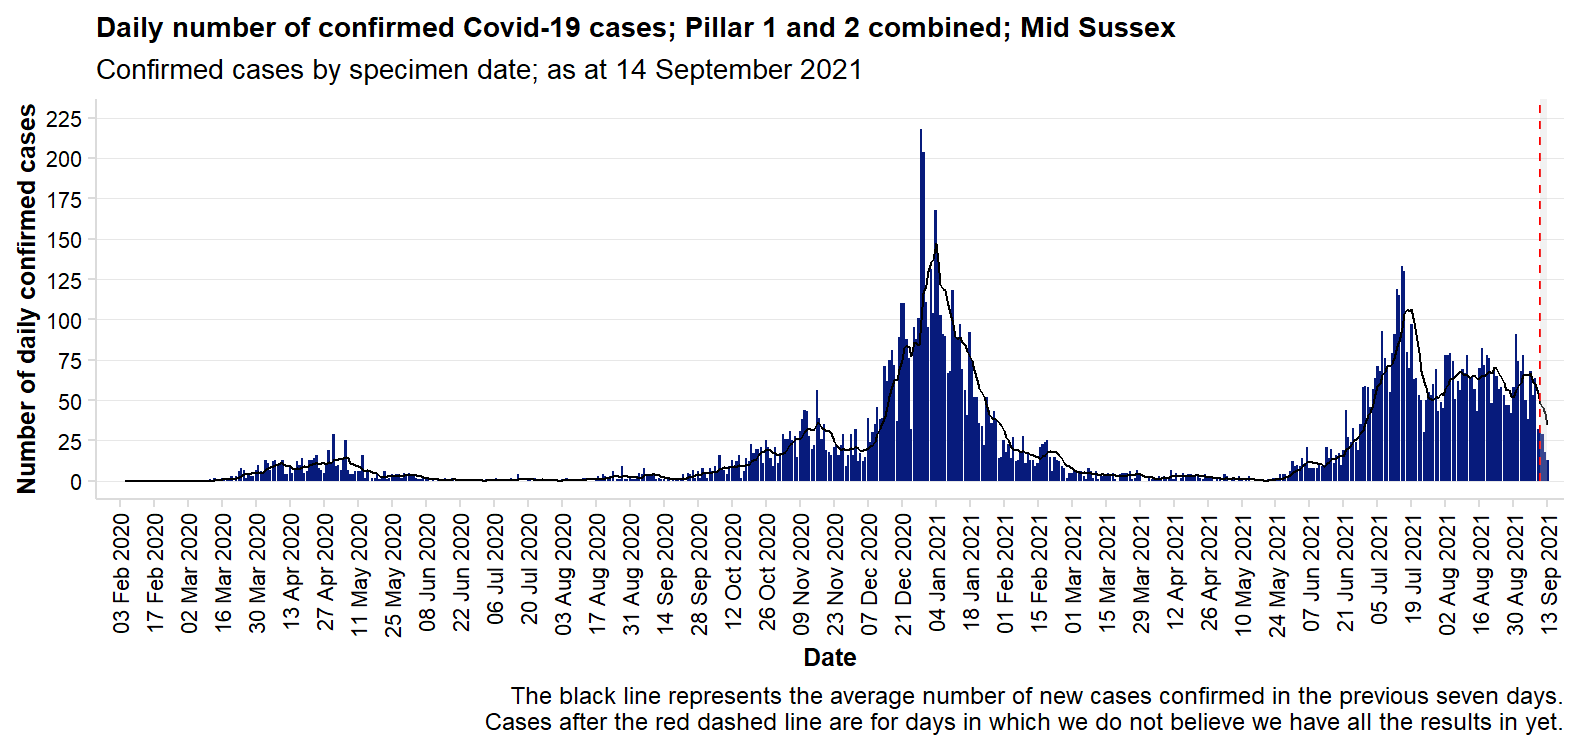 Daily number of confirmed Covid-19 cases; Pillar 1 and 2 combined; Mid Sussex
Confirmed cases by specimen date; as at 14 September 2021
Number of daily confirmed cases
225
200
175
150
125
100
75
50
25
0
03 Feb 2020
17 Feb 2020
02 Mar 2020
16 Mar 2020
30 Mar 2020
13 Apr 2020
27 Apr 2020
11 May 2020
25 May 2020
08 Jun 2020
22 Jun 2020
06 Jul 2020
20 Jul 2020
03 Aug 2020
17 Aug 2020
31 Aug 2020
14 Sep 2020
28 Sep 2020
12 Oct 2020
26 Oct 2020
09 Nov 2020
23 Nov 2020
07 Dec 2020
21 Dec 2020
04 Jan 2021
18 Jan 2021
01 Feb 2021
15 Feb 2021
01 Mar 2021
15 Mar 2021
29 Mar 2021
12 Apr 2021
26 Apr 2021
10 May 2021
24 May 2021
07 Jun 2021
21 Jun 2021
05 Jul 2021
19 Jul 2021
02 Aug 2021
16 Aug 2021
30 Aug 2021
13 Sep 2021
Date
The black line represents the average number of new cases confirmed in the previous seven days.
Cases after the red dashed line are for days in which we do not believe we have all the results in yet.